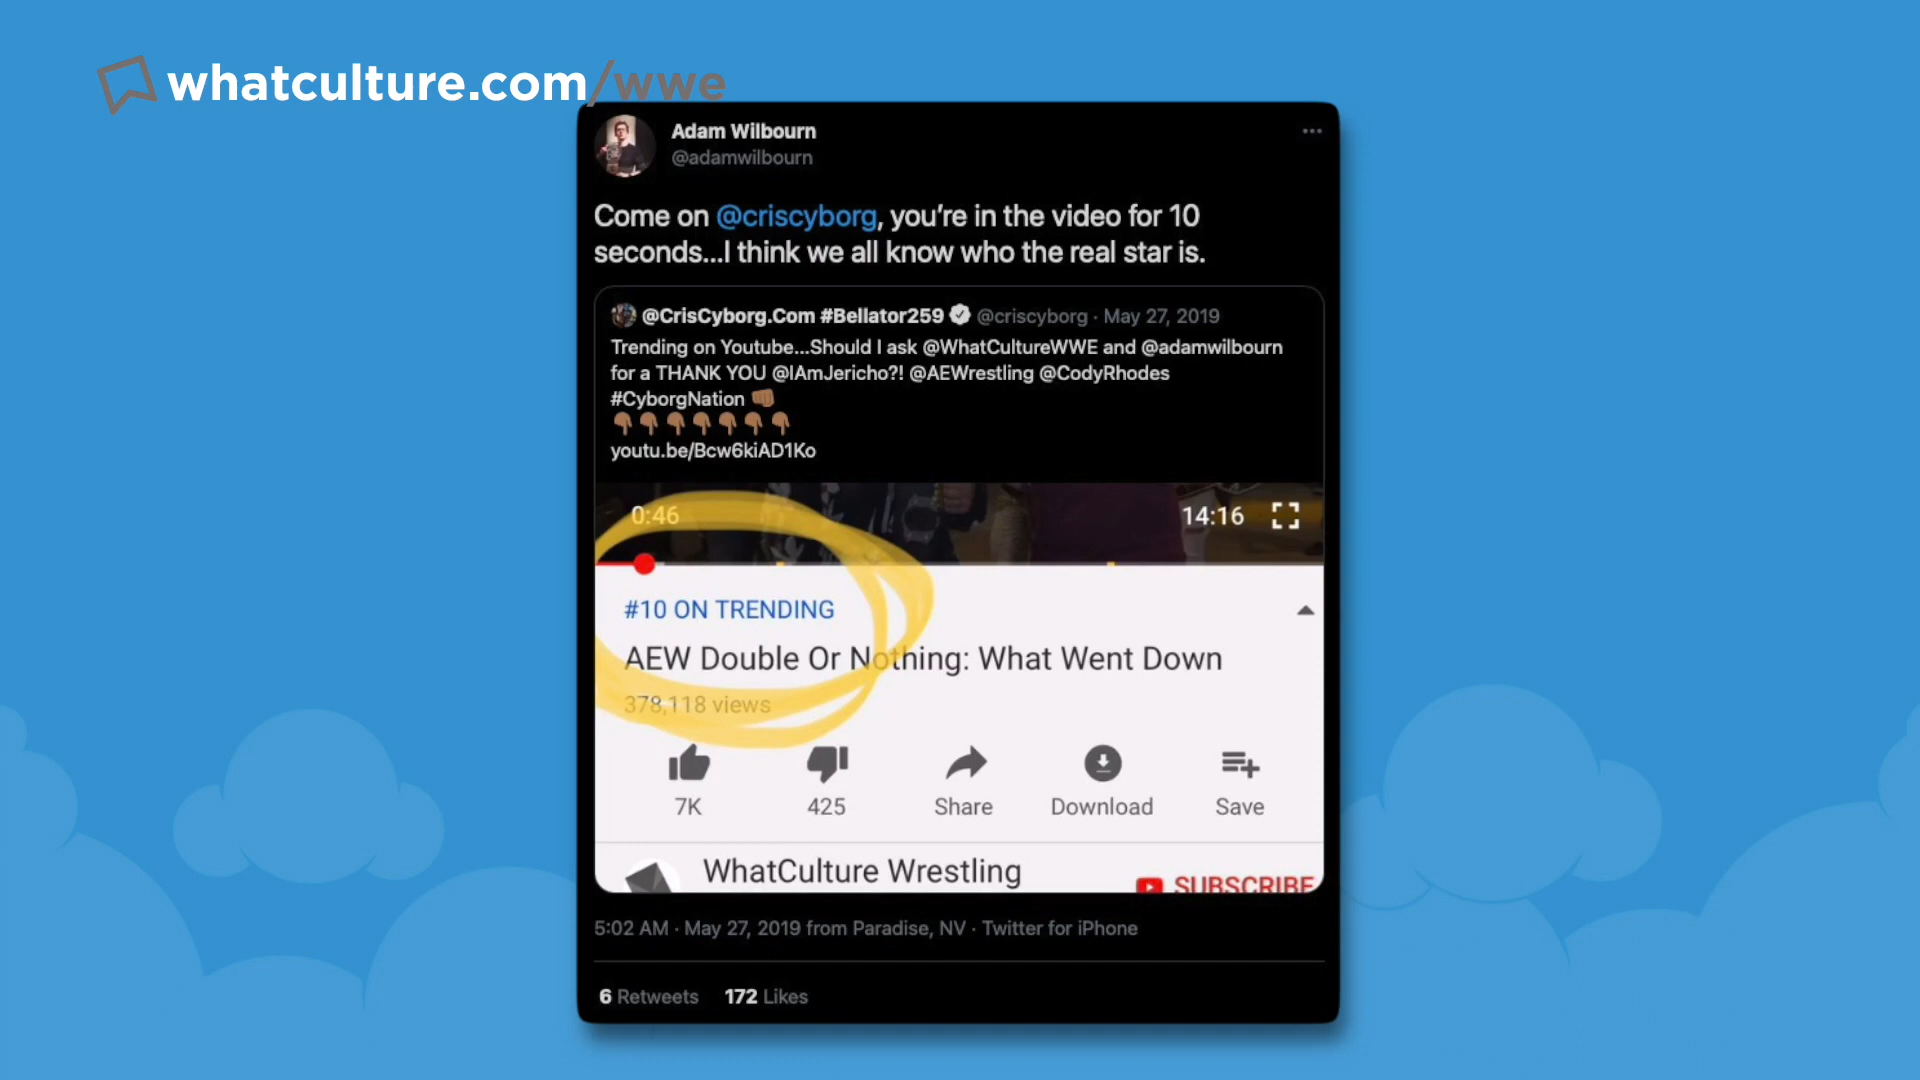 whatculture.com/wwe
Adam Wilbourn
@adamwilbourn
Come on @criscyborg, you're in the video for 10
seconds...I think we all know who the real star is.
@CrisCyborg.Com #Bellator259 @criscyborg · May 27, 2019
Trending on Youtube...Should I ask @WhatCultureWWE and @adamwilbourn
for a THANK YOU @IAmJericho?! @AEWrestling @CodyRhodes
#CyborgNation 👊🏾
👇🏾👇🏾👇🏾👇🏾👇🏾👇🏾👇🏾
youtu.be/Bcw6kiAD1Ko
0:46 14:16
#10 ON TRENDING
AEW Double Or Nothing: What Went Down
378,118 views
7K 425 Share Download Save
WhatCulture Wrestling SUBSCRIBE
5:02 AM · May 27, 2019 from Paradise, NV · Twitter for iPhone
6 Retweets 172 Likes